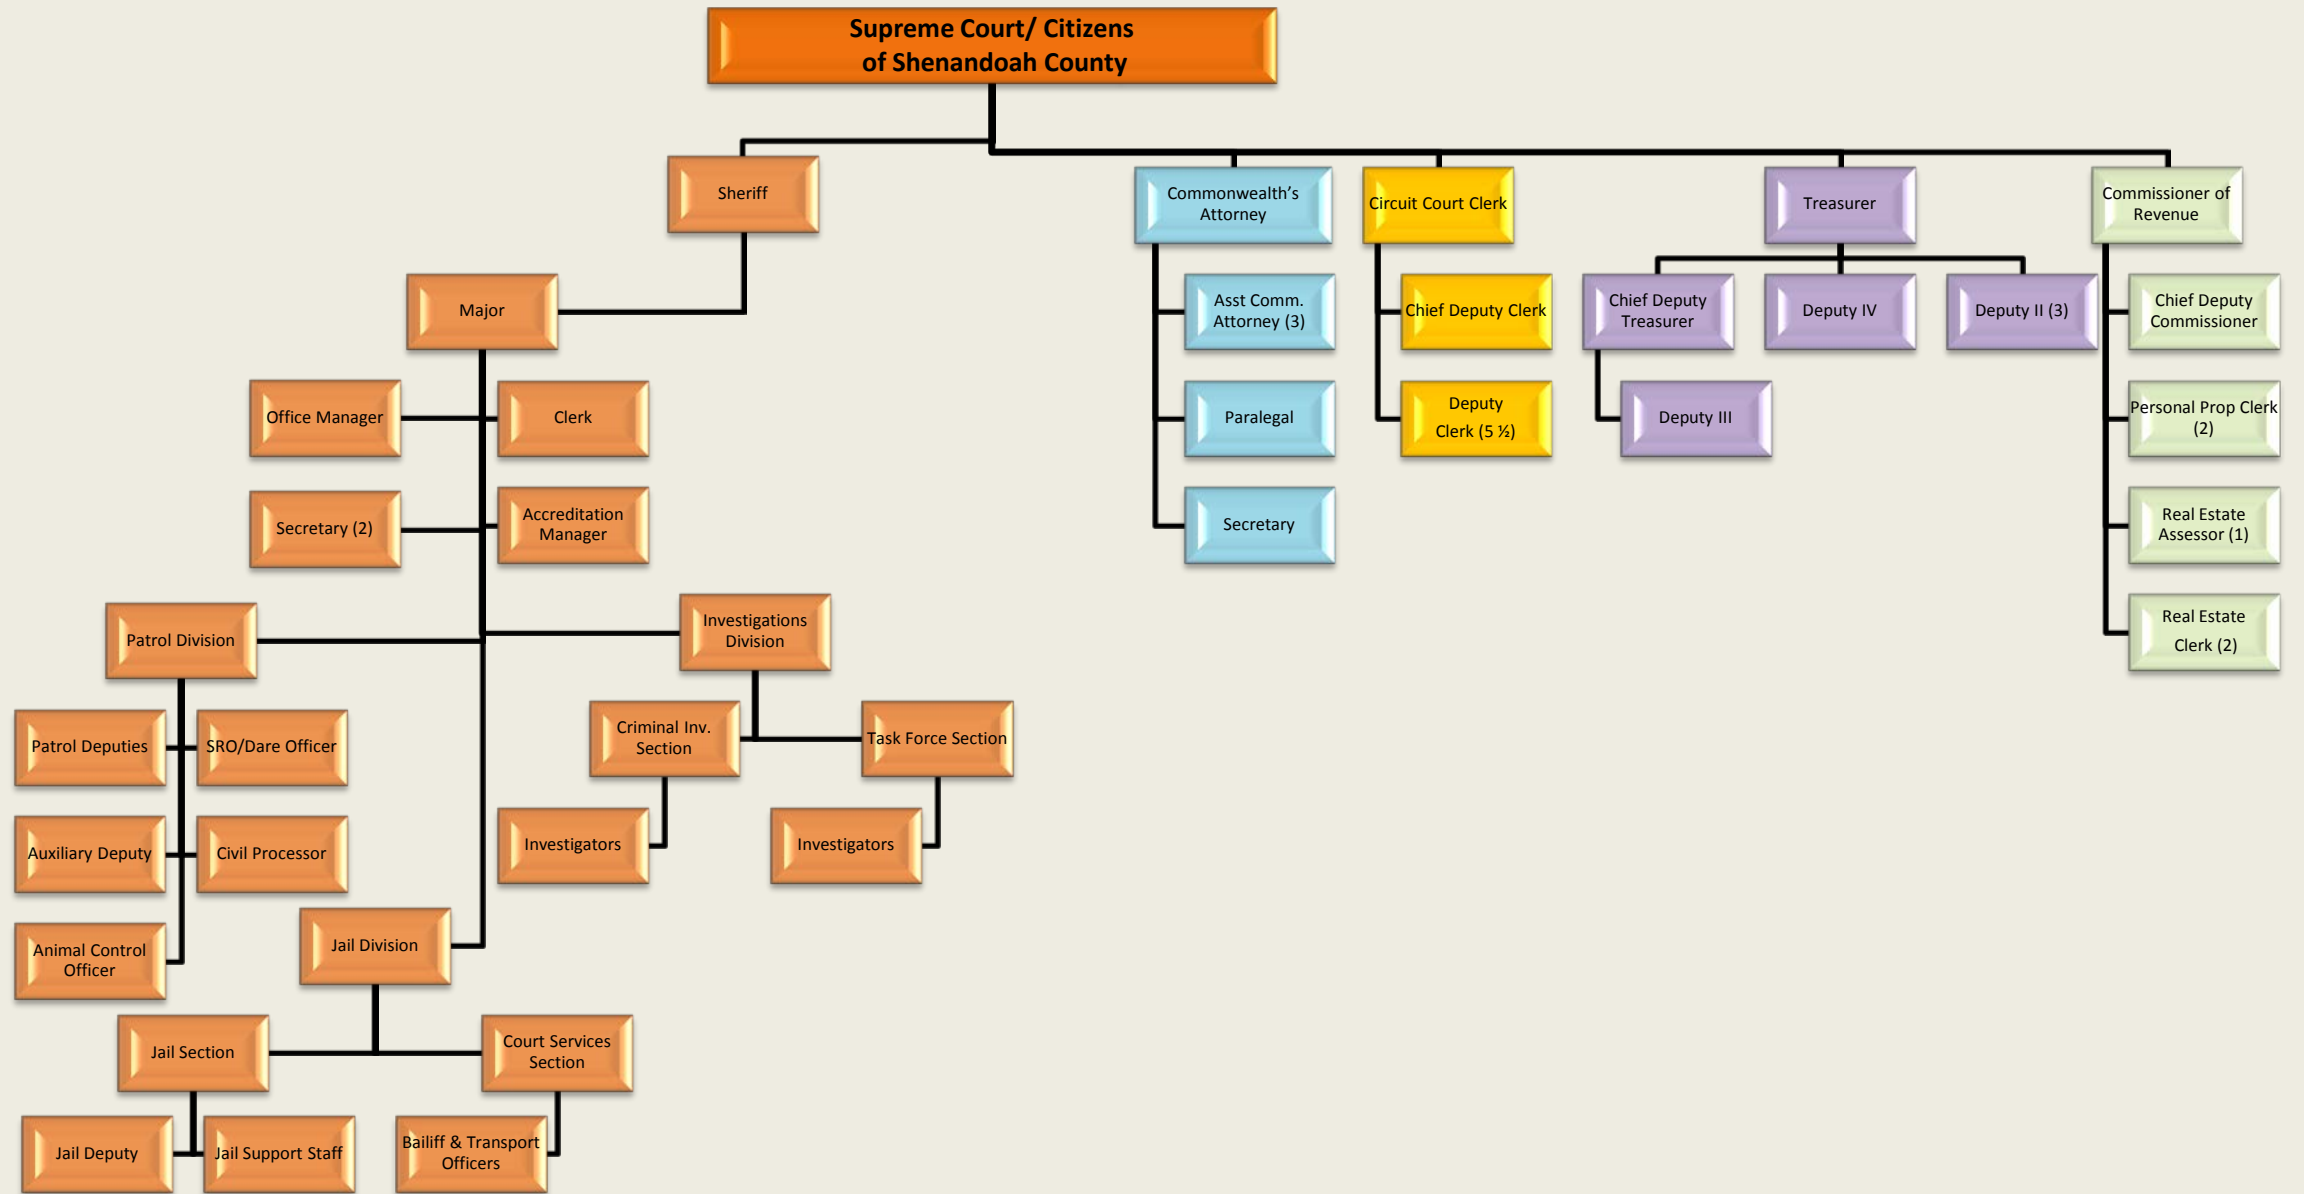 Supreme Court/ Citizens
of Shenandoah County
Sheriff
Commonwealth’s
Attorney
Circuit Court Clerk
Treasurer
Commissioner of
Revenue
Major
Asst Comm.
Attorney (3)
Chief Deputy Clerk
Chief Deputy
Treasurer
Deputy IV
Deputy II (3)
Chief Deputy
Commissioner
Office Manager
Clerk
Paralegal
Deputy
Clerk (5 ½)
Deputy III
Personal Prop Clerk
(2)
Secretary (2)
Accreditation
Manager
Secretary
Real Estate
Assessor (1)
Patrol Division
Investigations
Division
Real Estate
Clerk (2)
Patrol Deputies
SRO/Dare Officer
Criminal Inv.
Section
Task Force Section
Auxiliary Deputy
Civil Processor
Investigators
Investigators
Animal Control
Officer
Jail Division
Jail Section
Court Services
Section
Jail Deputy
Jail Support Staff
Bailiff & Transport
Officers